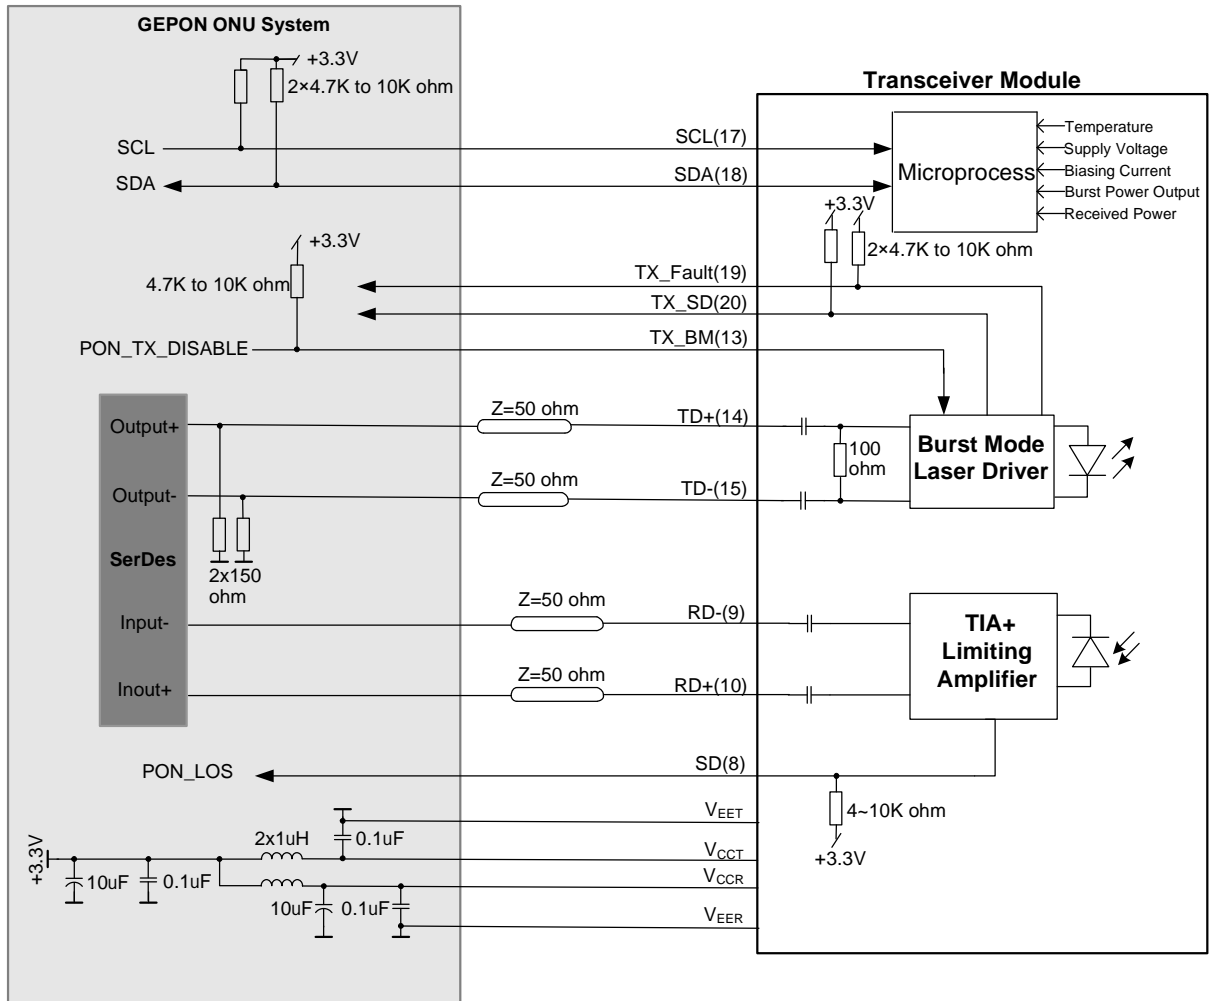 GEPON ONU System
+3.3V
2×4.7K to 10K ohm
Transceiver Module
SCL
SCL(17)
SDA
SDA(18)
Microprocess
Temperature
Supply Voltage
Biasing Current
Burst Power Output
Received Power
+3.3V
2×4.7K to 10K ohm
+3.3V
4.7K to 10K ohm
TX_Fault(19)
TX_SD(20)
PON_TX_DISABLE
TX_BM(13)
Output+
Z=50 ohm
TD+(14)
100
ohm
Burst Mode
Laser Driver
Output-
Z=50 ohm
TD-(15)
SerDes
2x150
ohm
Input-
Z=50 ohm
RD-(9)
TIA+
Limiting
Amplifier
Inout+
Z=50 ohm
RD+(10)
PON_LOS
SD(8)
4~10K ohm
+3.3V
VEET
2x1uH
0.1uF
VCCT
+3.3V
10uF
0.1uF
VCCR
10uF
0.1uF
VEER